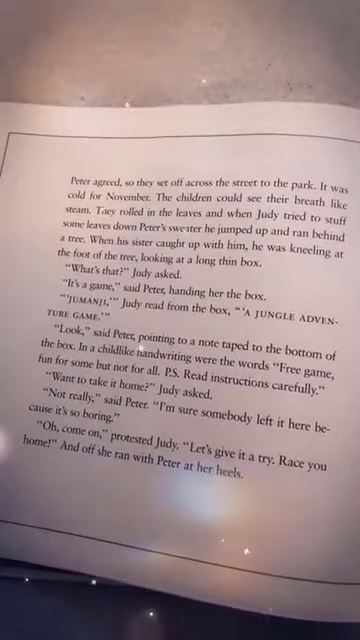 Peter agreed, so they set off across the street to the park. It was
cold for November. The children could see their breath like
steam. They rolled in the leaves and when Judy tried to stuff
some leaves down Peter's sweater he jumped up and ran behind
a tree. When his sister caught up with him, he was kneeling at
the foot of the tree, looking at a long thin box.
"What's that?" Judy asked.
"It's a game," said Peter, handing her the box.
"'JUMANJI,'" Judy read from the box, "'A JUNGLE ADVEN-
TURE GAME.'"
"Look," said Peter, pointing to a note taped to the bottom of
the box. In a childlike handwriting were the words "Free game,
fun for some but not for all. P.S. Read instructions carefully."
"Want to take it home?" Judy asked.
"Not really," said Peter. "I'm sure somebody left it here be-
cause it's so boring."
"Oh, come on," protested Judy. "Let's give it a try. Race you
home!" And off she ran with Peter at her heels.